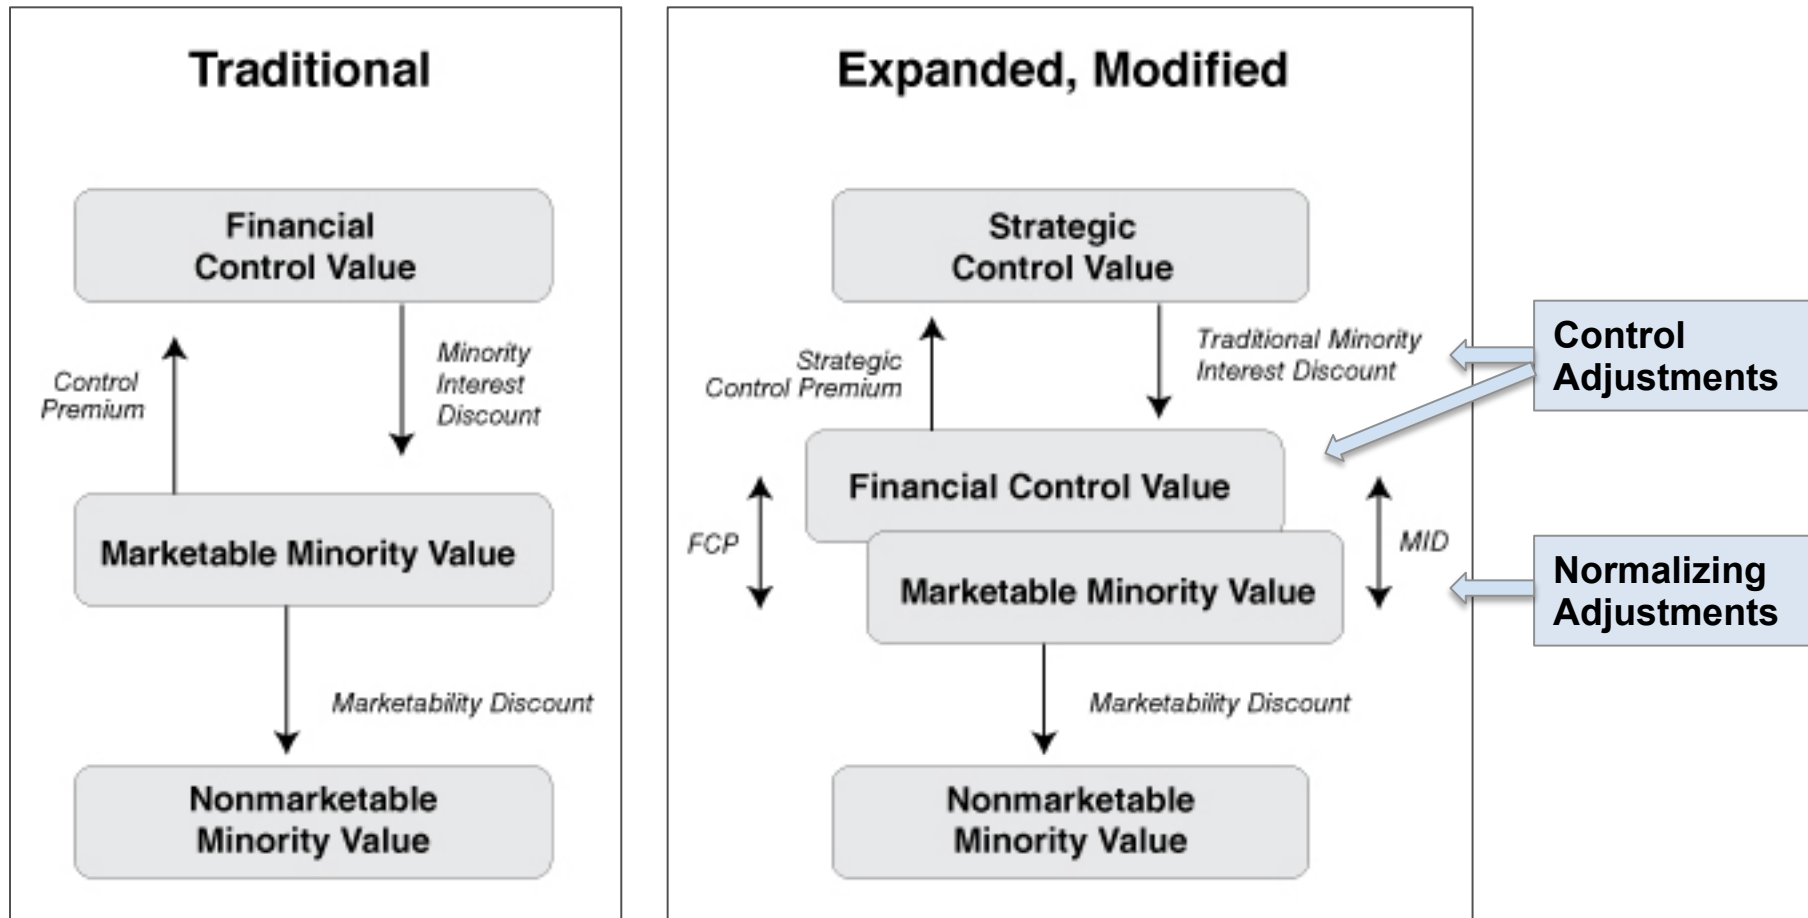 Traditional
Financial
Control Value
Control
Premium
Minority
Interest
Discount
Marketable Minority Value
Marketability Discount
Nonmarketable
Minority Value
Expanded, Modified
Strategic
Control Value
Strategic
Control Premium
Traditional Minority
Interest Discount
Financial Control Value
FCP
MID
Marketable Minority Value
Marketability Discount
Nonmarketable
Minority Value
Control
Adjustments
Normalizing
Adjustments